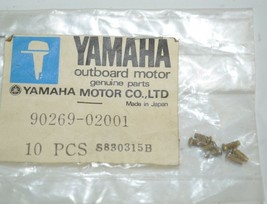 YAMAHA
outboard motor
genuine parts
YAMAHA MOTOR CO.,LTD
Made in Japan
90269-02001
10 PCS S830315B